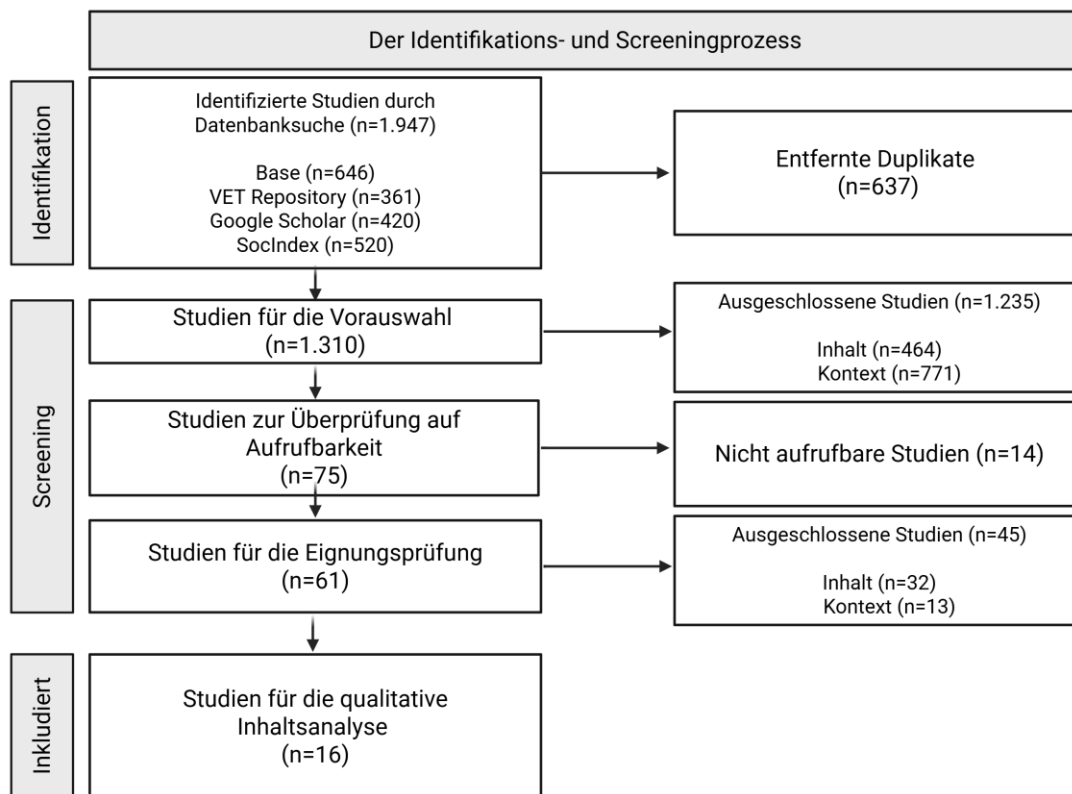 Der Identifikations- und Screeningprozess
Identifikation
Identifizierte Studien durch
Datenbanksuche (n=1.947)
Base (n=646)
VET Repository (n=361)
Google Scholar (n=420)
SocIndex (n=520)
Entfernte Duplikate
(n=637)
Screening
Studien für die Vorauswahl
(n=1.310)
Ausgeschlossene Studien (n=1.235)
Inhalt (n=464)
Kontext (n=771)
Studien zur Überprüfung auf
Aufrufbarkeit
(n=75)
Nicht aufrufbare Studien (n=14)
Studien für die Eignungsprüfung
(n=61)
Ausgeschlossene Studien (n=45)
Inhalt (n=32)
Kontext (n=13)
Inkludiert
Studien für die qualitative
Inhaltsanalyse
(n=16)